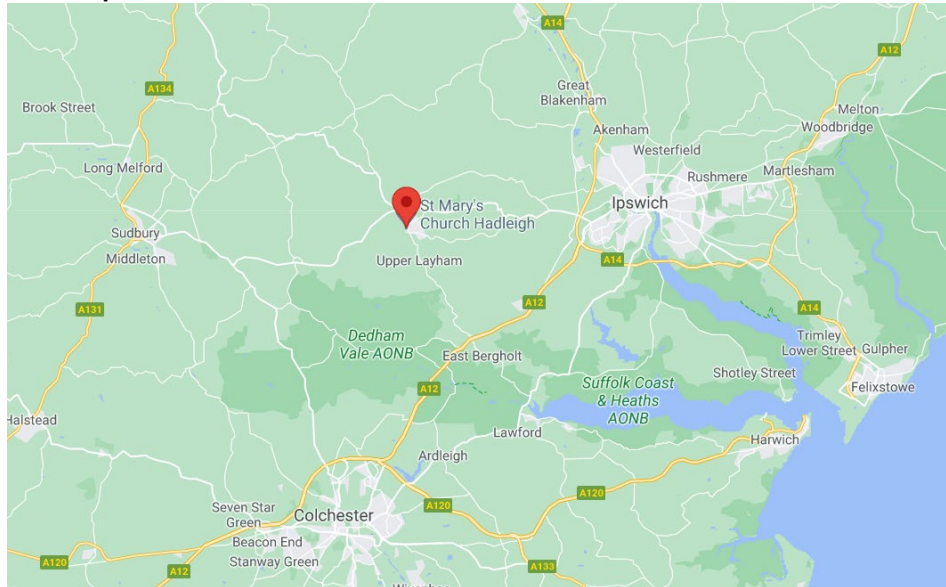 A14
A12
Great
Blakenham
A134
Brook Street
Melton
Woodbridge
Akenham
Westerfield
Long Melford
Rushmere
Martlesham
St Mary's
Church Hadleigh
Ipswich
Sudbury
Middleton
Upper Layham
A14
A12
A131
A14
Dedham
Vale AONB
East Bergholt
Trimley
Lower Street
Gulpher
Shotley Street
Felixstowe
A12
Suffolk Coast
& Heaths
AONB
Halstead
Lawford
Harwich
Ardleigh
A120
Seven Star
Green
Colchester
A120
Beacon End
Stanway Green
A120
A12
A133